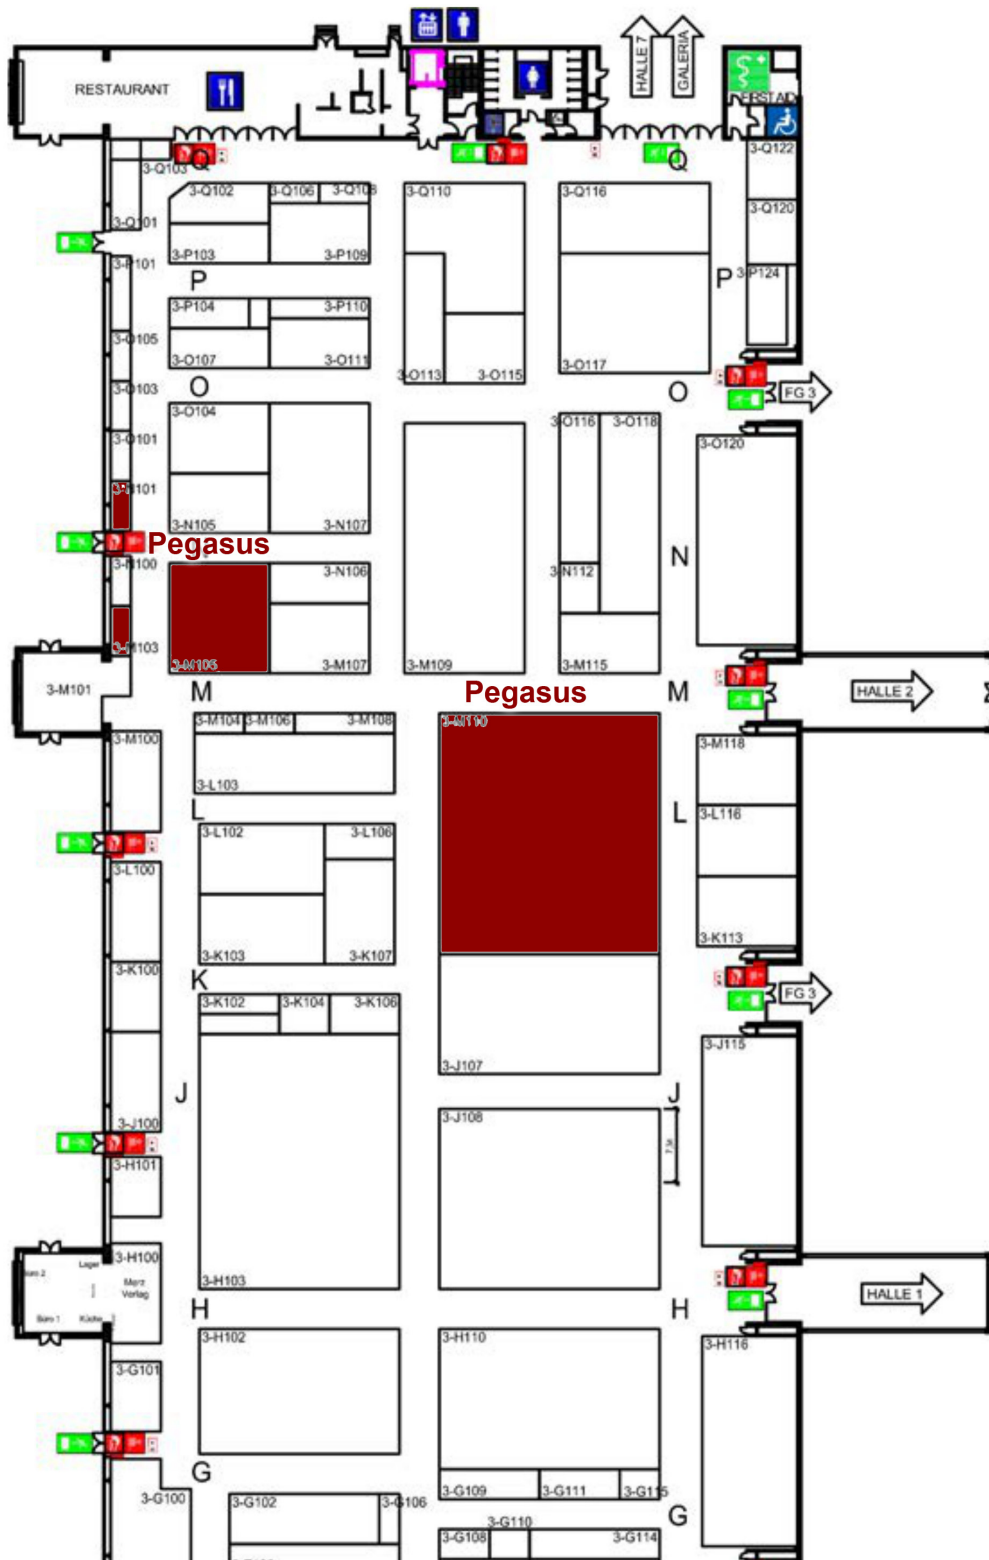 HALLE 7
GALERIA
RESTAURANT
FIRST AID
Q
Q
3-Q103
3-Q122
3-Q102
3-Q106
3-Q108
3-Q110
3-Q116
3-Q101
3-Q120
3-P101
3-P103
3-P109
P
P
3-P124
3-P104
3-P110
3-O105
3-O107
3-O111
3-O113
3-O115
3-O117
O
O
FG 3
3-O103
3-O104
3-O116
3-O118
3-O101
3-O120
3-N101
3-N105
3-N107
Pegasus
N
3-N100
3-N106
3-N112
3-M103
3-M105
3-M107
3-M109
3-M115
3-M101
M
Pegasus
M
HALLE 2
3-M104
3-M106
3-M108
3-M110
3-M100
3-M118
3-L103
L
L
3-L102
3-L106
3-L116
3-L100
3-K103
3-K107
3-K113
3-K100
K
3-K102
3-K104
3-K106
FG 3
3-J115
3-J107
J
J
3-J100
3-J108
3-H101
3-H100
Lager
Büro 2
Merz
Verlag
Büro 1
Küche
3-H103
HALLE 1
H
H
3-H102
3-H110
3-H116
3-G101
G
3-G109
3-G111
3-G115
3-G100
3-G102
3-G106
G
3-G110
3-G108
3-G114